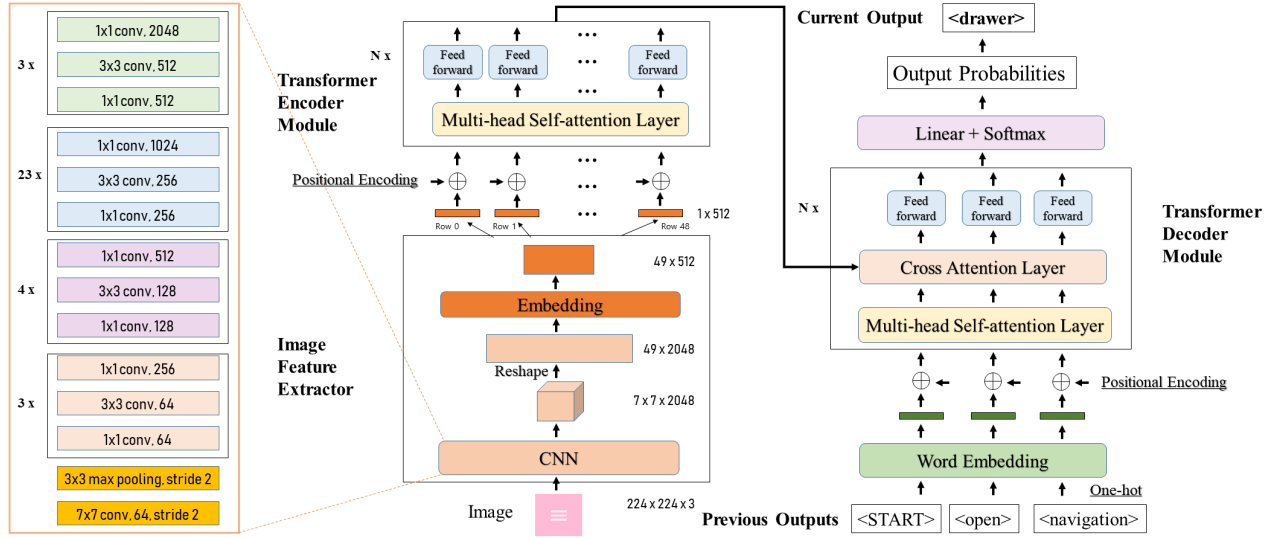 1x1 conv, 2048
3x3 conv, 512
1x1 conv, 512
3 x
1x1 conv, 1024
3x3 conv, 256
1x1 conv, 256
23 x
1x1 conv, 512
3x3 conv, 128
1x1 conv, 128
4 x
1x1 conv, 256
3x3 conv, 64
1x1 conv, 64
3 x
3x3 max pooling, stride 2
7x7 conv, 64, stride 2
Transformer
Encoder
Module
N x
Feed
forward
Feed
forward
Feed
forward
Multi-head Self-attention Layer
Positional Encoding
1 x 512
Row 0
Row 1
Row 48
49 x 512
Embedding
49 x 2048
Reshape
7 x 7 x 2048
CNN
Image
Feature
Extractor
Image
224 x 224 x 3
Current Output
<drawer>
Output Probabilities
Linear + Softmax
N x
Feed
forward
Feed
forward
Feed
forward
Cross Attention Layer
Multi-head Self-attention Layer
Transformer
Decoder
Module
Positional Encoding
Word Embedding
One-hot
Previous Outputs
<START>
<open>
<navigation>